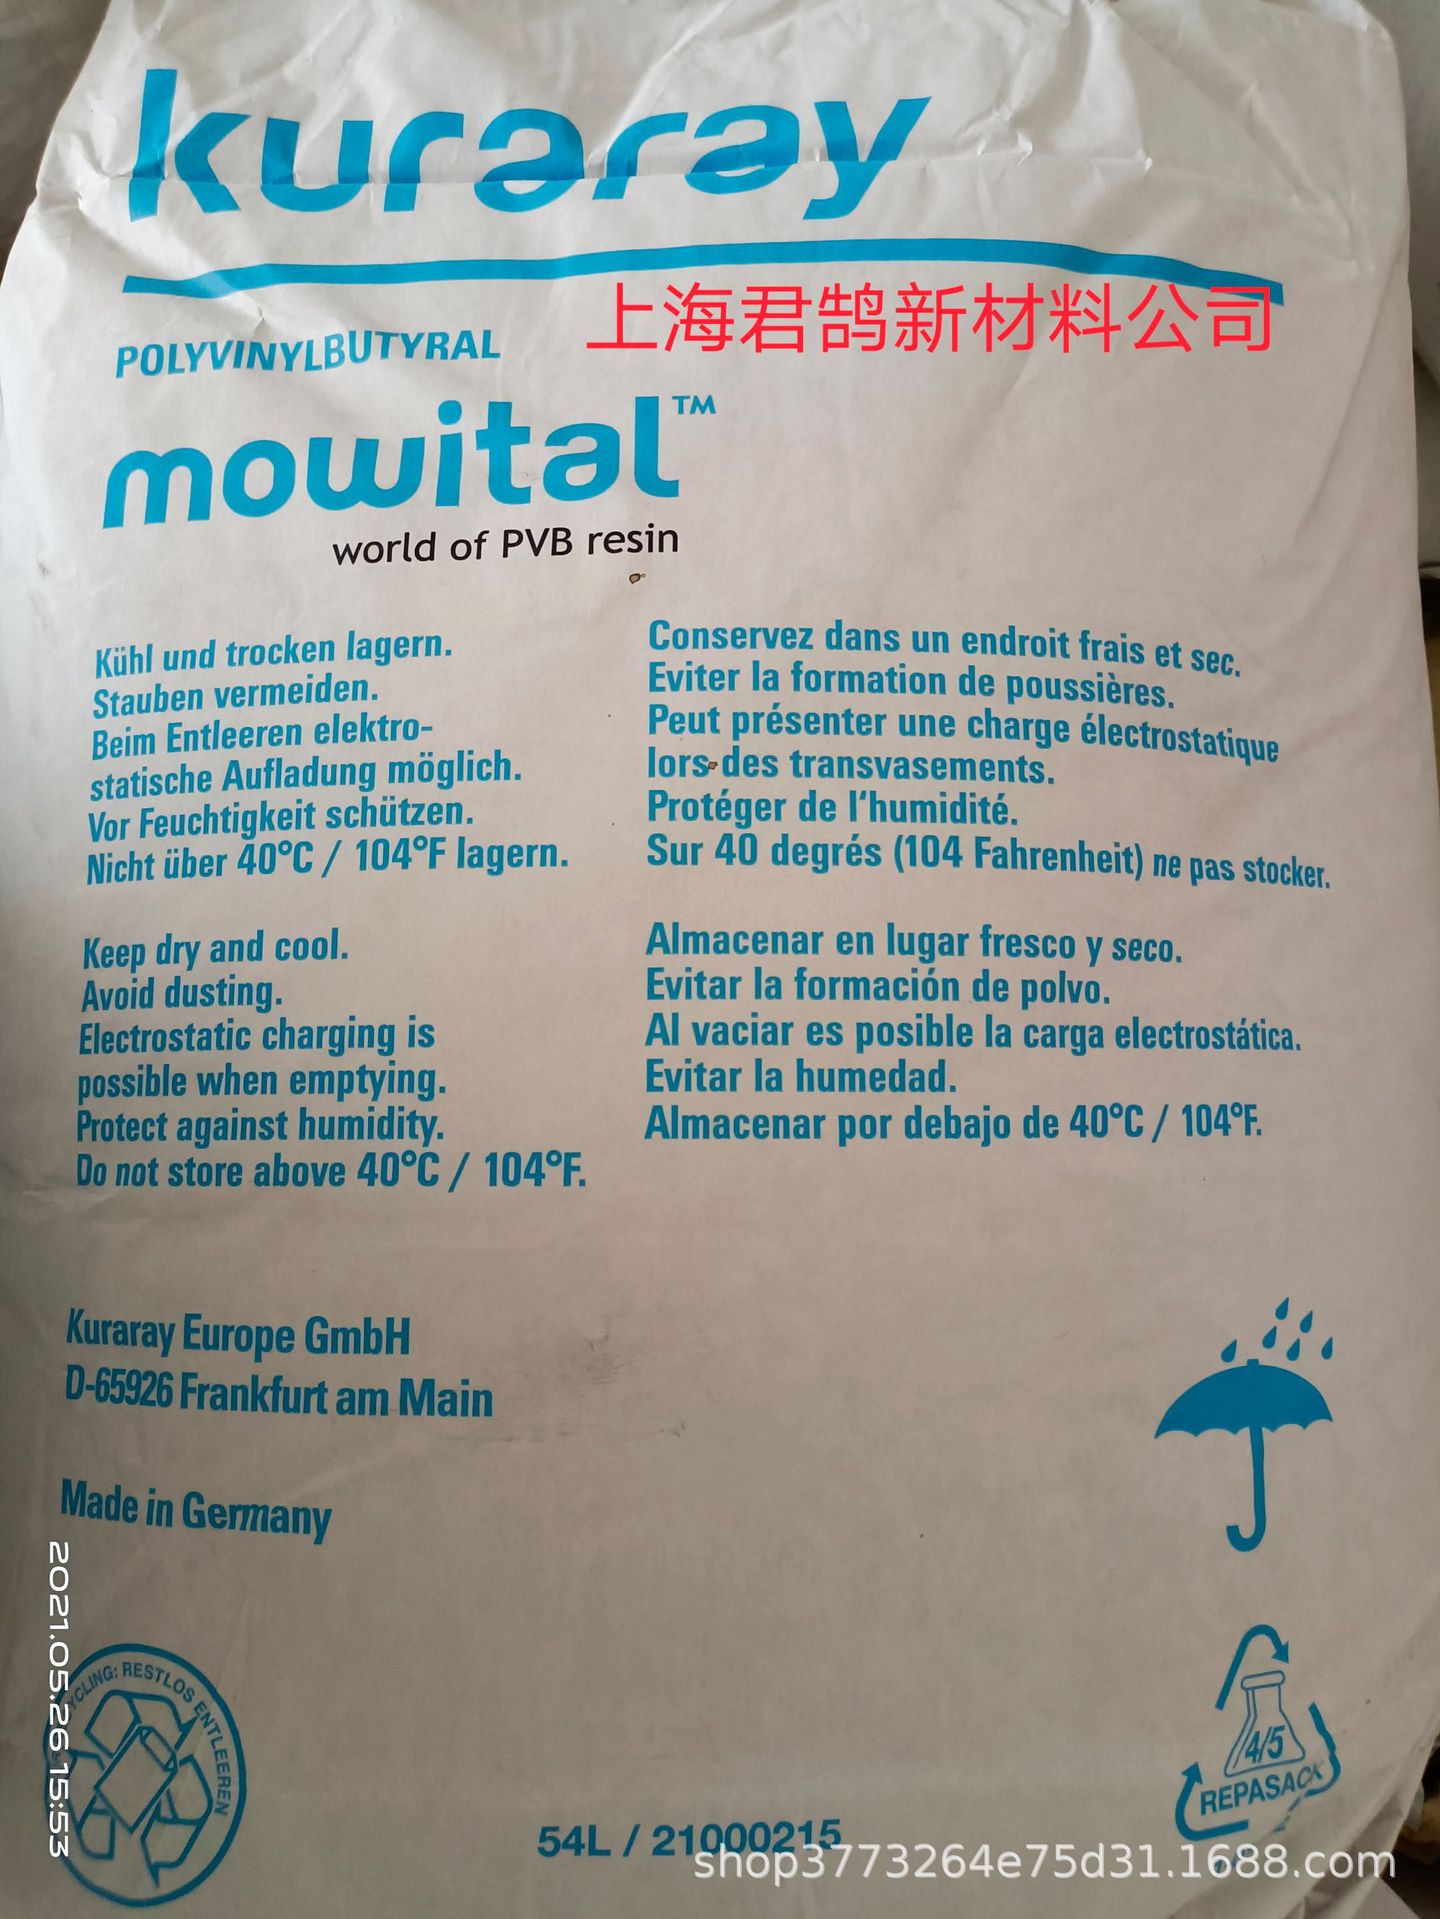 kuraray
上海君鹄新材料公司
POLYVINYLBUTYRAL
mowital™
world of PVB resin
Kühl und trocken lagern.
Stauben vermeiden.
Beim Entleeren elektro-
statische Aufladung möglich.
Vor Feuchtigkeit schützen.
Nicht über 40°C / 104°F lagern.
Conservez dans un endroit frais et sec.
Eviter la formation de poussières.
Peut présenter une charge électrostatique
lors des transvasements.
Protéger de l'humidité.
Sur 40 degrés (104 Fahrenheit) ne pas stocker.
Keep dry and cool.
Avoid dusting.
Electrostatic charging is
possible when emptying.
Protect against humidity.
Do not store above 40°C / 104°F.
Almacenar en lugar fresco y seco.
Evitar la formación de polvo.
Al vaciar es posible la carga electrostática.
Evitar la humedad.
Almacenar por debajo de 40°C / 104°F.
Kuraray Europe GmbH
D-65926 Frankfurt am Main
Made in Germany
2021.05.26 15:53
RESTLOS ENTLEEREN
4/5
REPASACK
54L / 21000215
shop3773264e75d31.1688.com